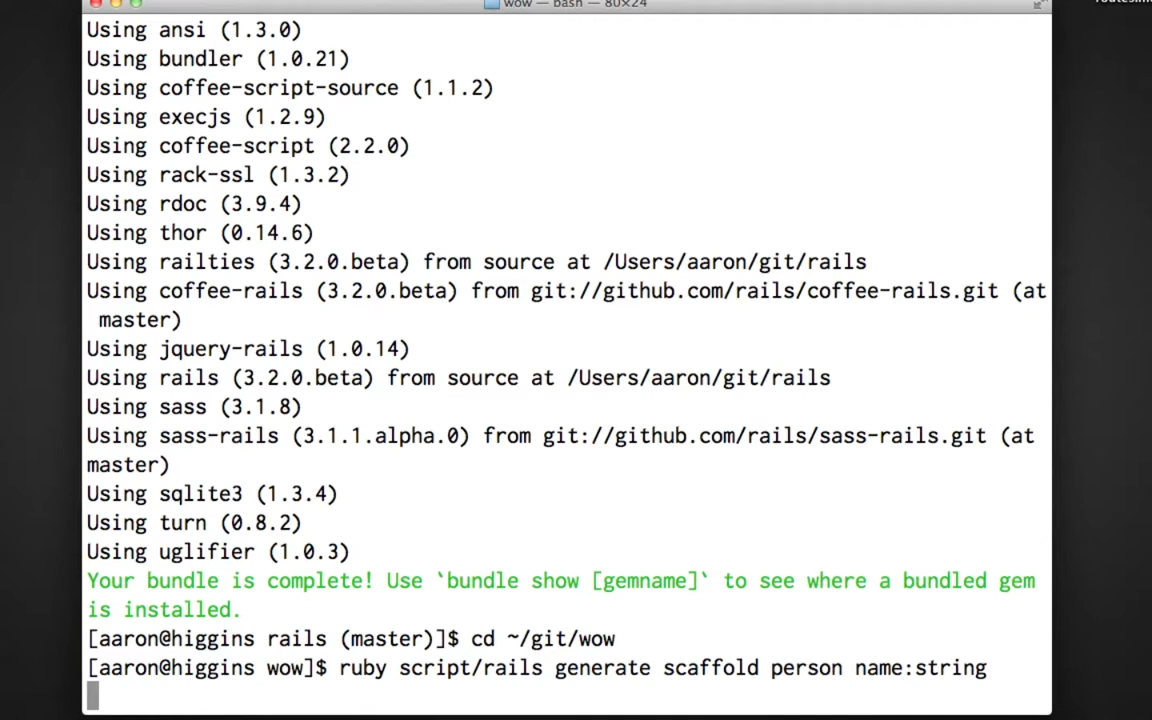 wow — bash — 80×24
Using ansi (1.3.0)
Using bundler (1.0.21)
Using coffee-script-source (1.1.2)
Using execjs (1.2.9)
Using coffee-script (2.2.0)
Using rack-ssl (1.3.2)
Using rdoc (3.9.4)
Using thor (0.14.6)
Using railties (3.2.0.beta) from source at /Users/aaron/git/rails
Using coffee-rails (3.2.0.beta) from git://github.com/rails/coffee-rails.git (at
 master)
Using jquery-rails (1.0.14)
Using rails (3.2.0.beta) from source at /Users/aaron/git/rails
Using sass (3.1.8)
Using sass-rails (3.1.1.alpha.0) from git://github.com/rails/sass-rails.git (at
master)
Using sqlite3 (1.3.4)
Using turn (0.8.2)
Using uglifier (1.0.3)
Your bundle is complete! Use `bundle show [gemname]` to see where a bundled gem
is installed.
[aaron@higgins rails (master)]$ cd ~/git/wow
[aaron@higgins wow]$ ruby script/rails generate scaffold person name:string